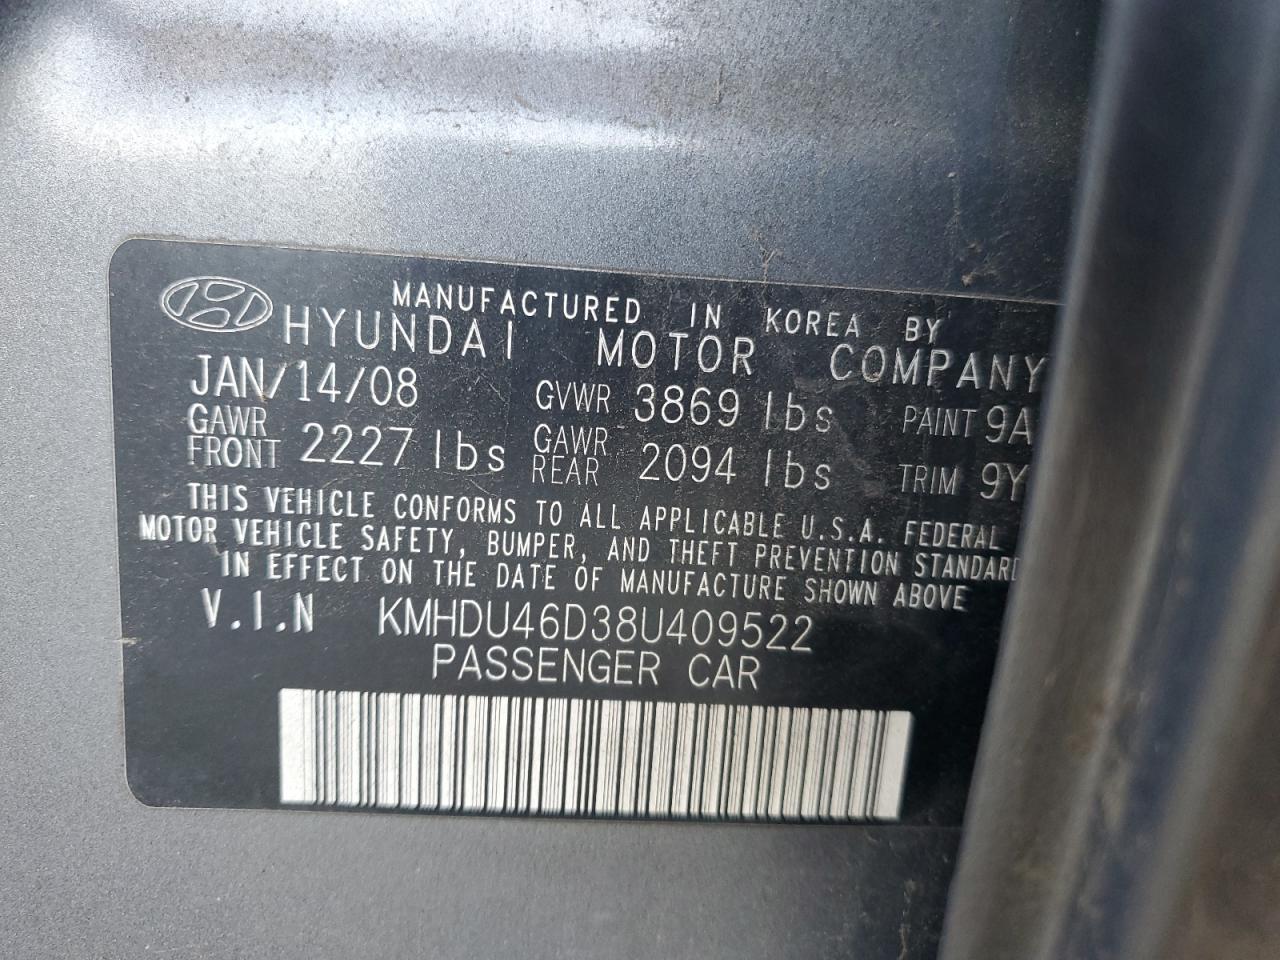 MANUFACTURED IN KOREA BY
HYUNDAI MOTOR COMPANY
JAN/14/08 GVWR 3869 lbs PAINT 9A
GAWR FRONT 2227 lbs GAWR REAR 2094 lbs TRIM 9Y
THIS VEHICLE CONFORMS TO ALL APPLICABLE U.S.A. FEDERAL
MOTOR VEHICLE SAFETY, BUMPER, AND THEFT PREVENTION STANDARD
IN EFFECT ON THE DATE OF MANUFACTURE SHOWN ABOVE
V.I.N KMHDU46D38U409522
PASSENGER CAR